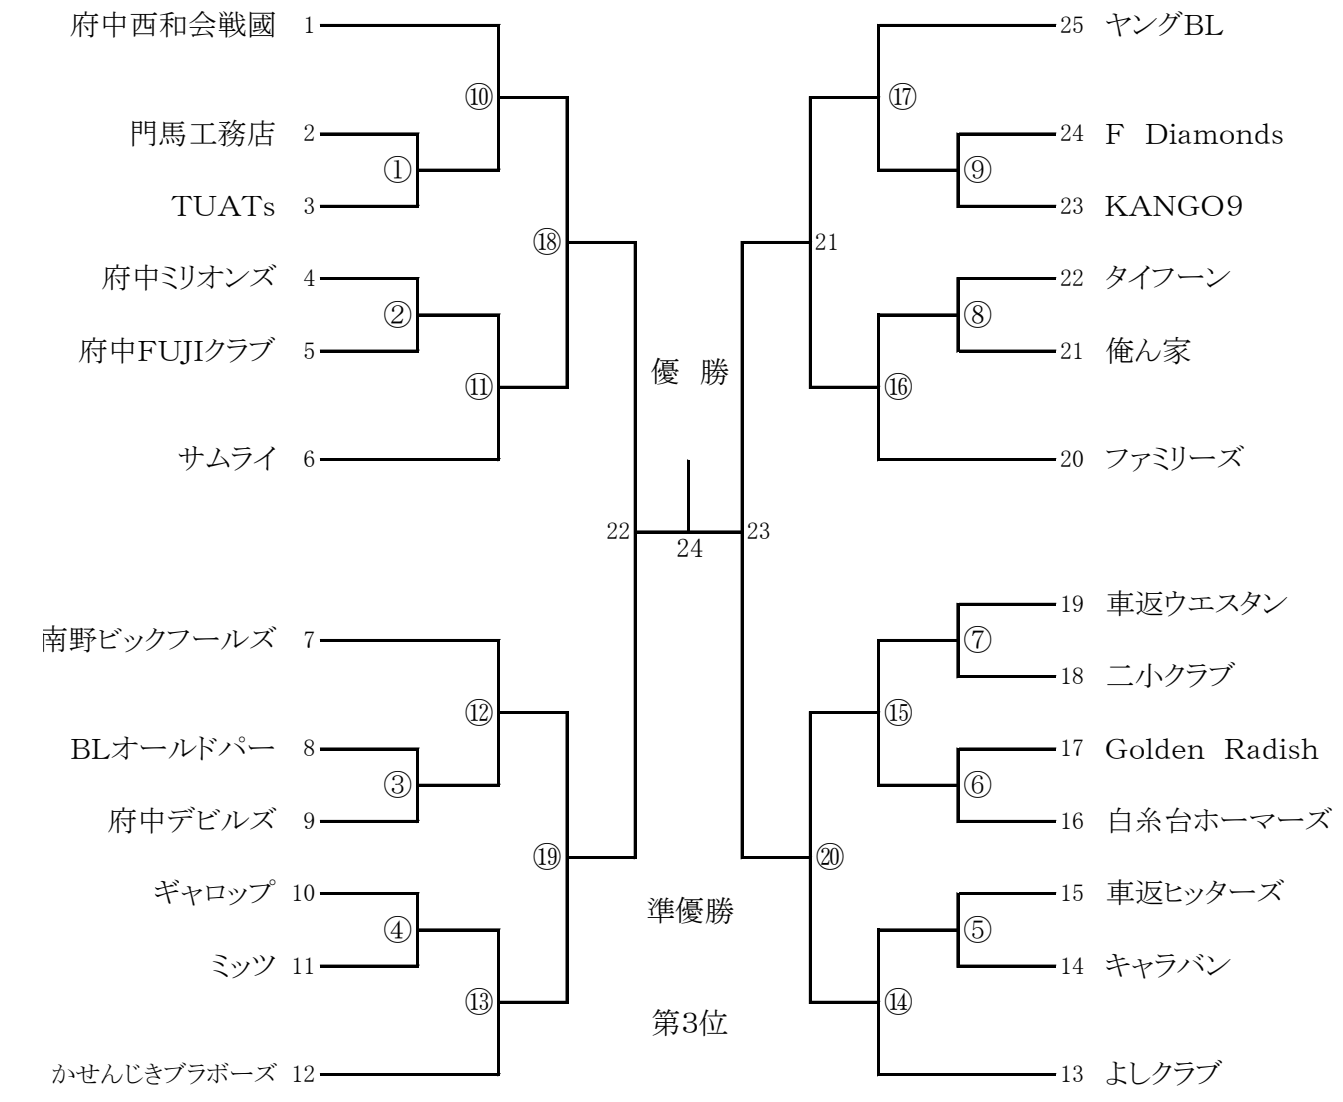 府中西和会戦國 1
⑩
門馬工務店 2
①
TUATs 3
⑱
府中ミリオンズ 4
②
府中FUJIクラブ 5
⑪
サムライ 6
22
南野ビックフールズ 7
⑫
BLオールドパー 8
③
府中デビルズ 9
⑲
ギャロップ 10
④
ミッツ 11
⑬
かせんじきブラボーズ 12
優 勝
24
準優勝
第3位
25 ヤングBL
⑰
24 F Diamonds
⑨
23 KANGO9
21
22 タイフーン
⑧
21 俺ん家
⑯
20 ファミリーズ
23
19 車返ウエスタン
⑦
18 二小クラブ
⑮
17 Golden Radish
⑥
16 白糸台ホーマーズ
⑳
15 車返ヒッターズ
⑤
14 キャラバン
⑭
13 よしクラブ